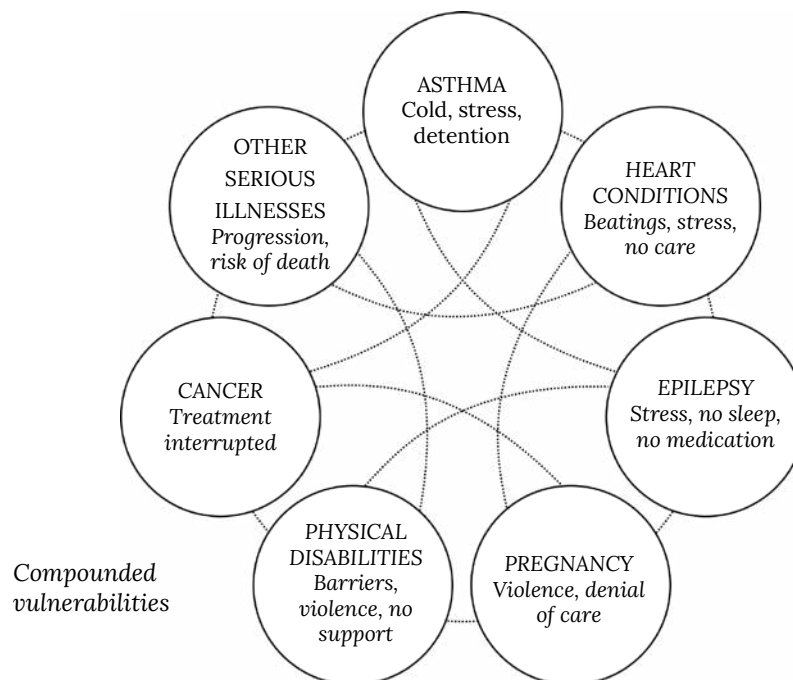 ASTHMA
Cold, stress,
detention
HEART
CONDITIONS
Beatings, stress,
no care
EPILEPSY
Stress, no sleep,
no medication
PREGNANCY
Violence, denial
of care
PHYSICAL
DISABILITIES
Barriers,
violence, no
support
CANCER
Treatment
interrupted
OTHER
SERIOUS
ILLNESSES
Progression,
risk of death
Compounded
vulnerabilities